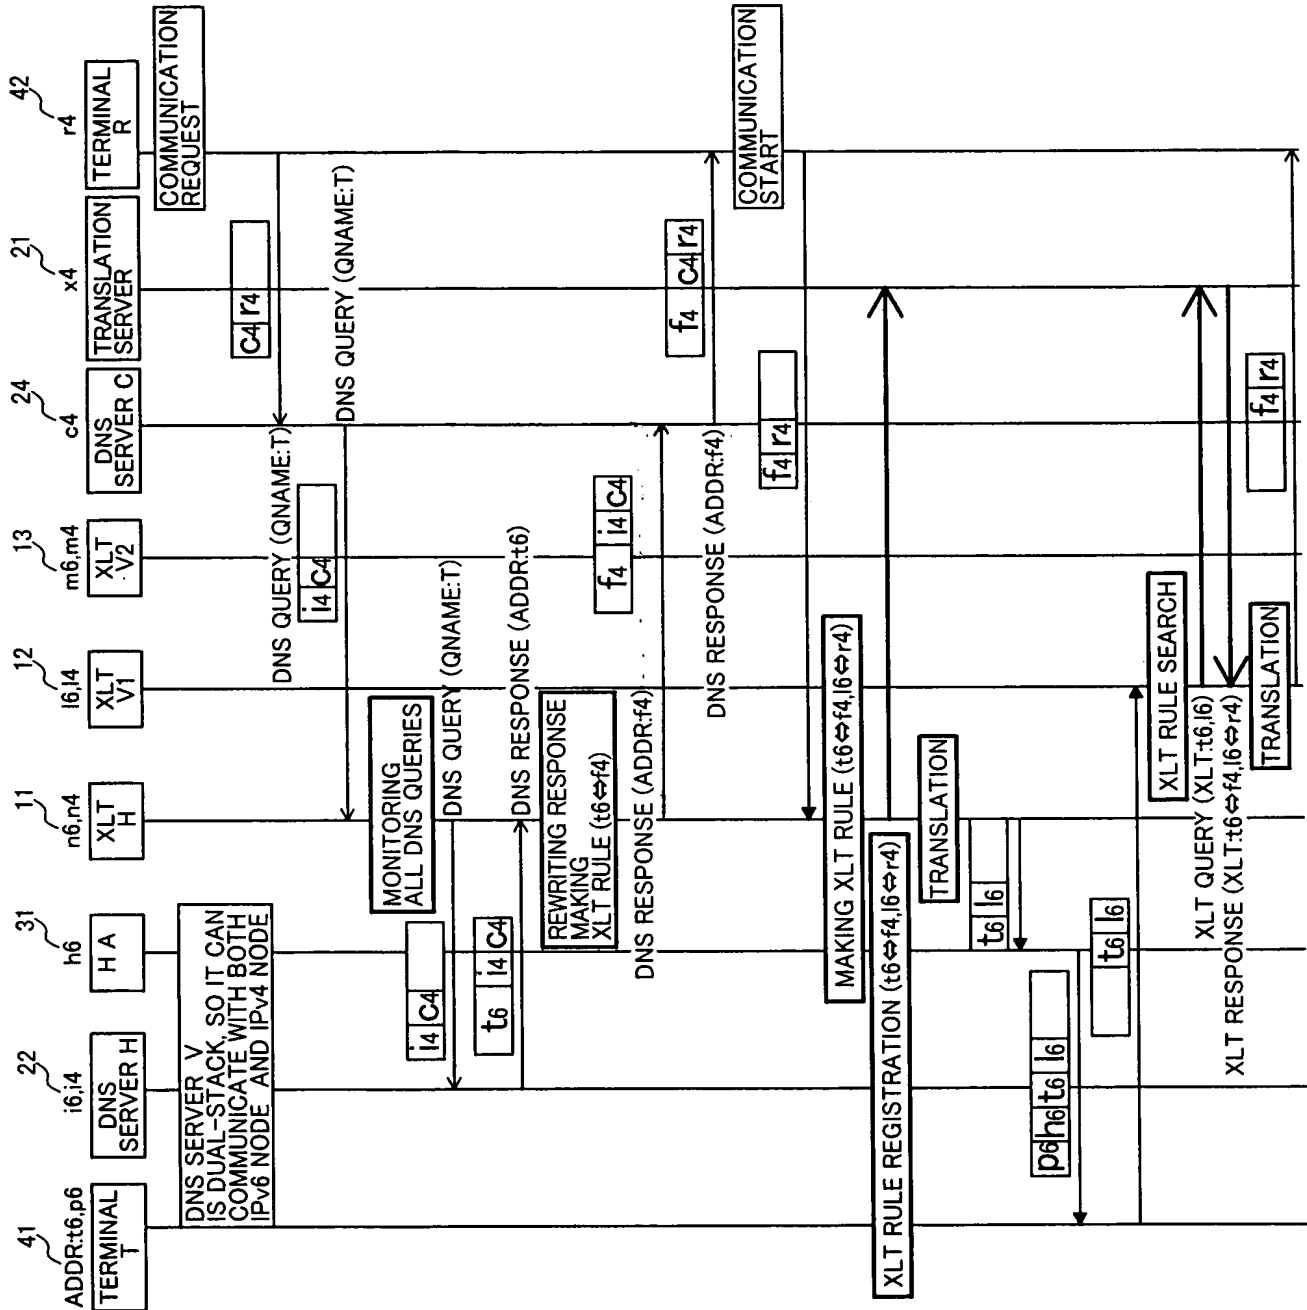 41
ADDR:t6,p6
TERMINAL
T
22
i6,i4
DNS
SERVER H
31
h6
H A
11
n6,n4
XLT
H
12
l6,l4
XLT
V1
13
m6,m4
XLT
V2
24
c4
DNS
SERVER C
21
x4
TRANSLATION
SERVER
42
r4
TERMINAL
R
DNS SERVER V
IS DUAL-STACK, SO IT CAN
COMMUNICATE WITH BOTH
IPv6 NODE AND IPv4 NODE
COMMUNICATION
REQUEST
C4 r4
DNS QUERY (QNAME:T)
i4 C4
DNS QUERY (QNAME:T)
MONITORING
ALL DNS QUERIES
i4 C4
DNS QUERY (QNAME:T)
t6 i4 C4
DNS RESPONSE (ADDR:t6)
REWRITING RESPONSE
MAKING
XLT RULE (t6⇔f4)
f4 i4 C4
DNS RESPONSE (ADDR:f4)
f4 C4 r4
DNS RESPONSE (ADDR:f4)
COMMUNICATION
START
f4 r4
MAKING XLT RULE (t6⇔f4,l6⇔r4)
XLT RULE REGISTRATION (t6⇔f4,l6⇔r4)
TRANSLATION
t6 l6
p6 h6 t6 l6
t6 l6
XLT RULE SEARCH
XLT QUERY (XLT:t6,l6)
XLT RESPONSE (XLT:t6⇔f4,l6⇔r4)
TRANSLATION
f4 r4